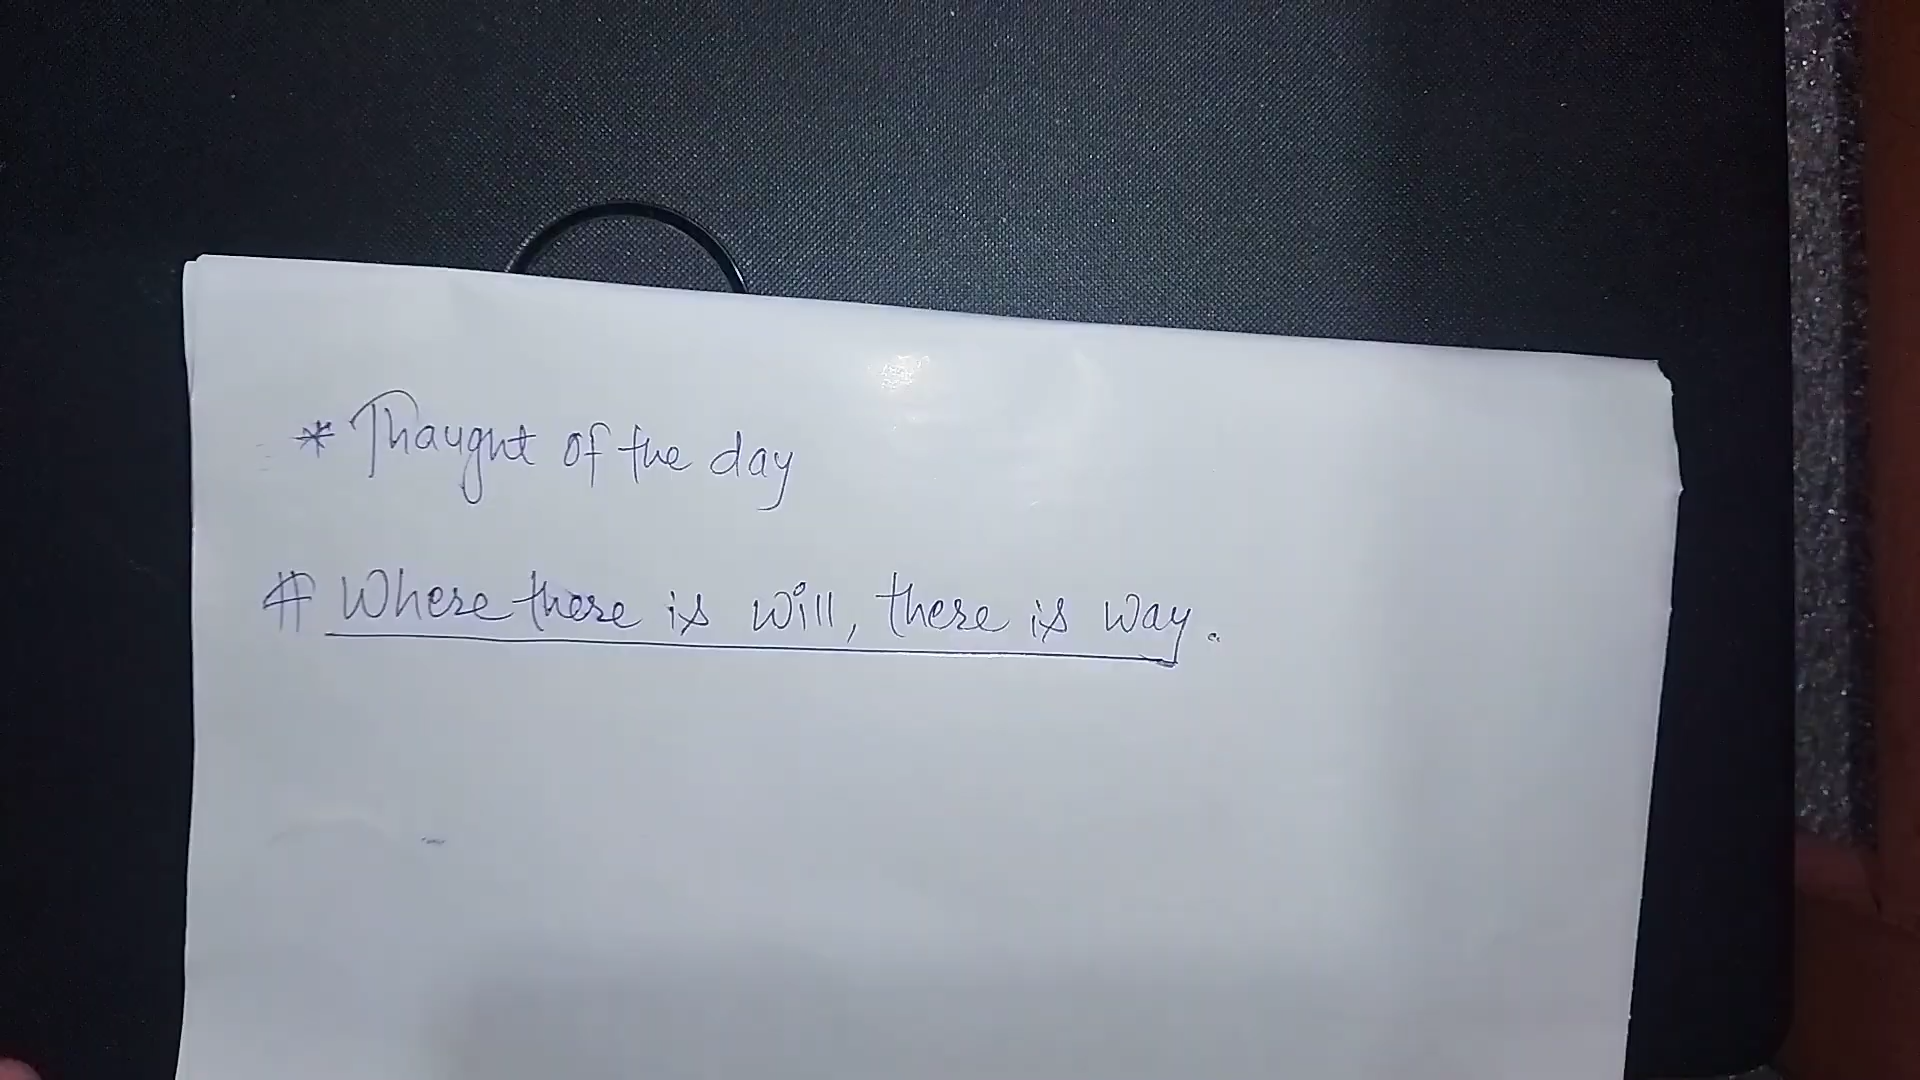 * Thaught of the day
# Where there is will, there is way.